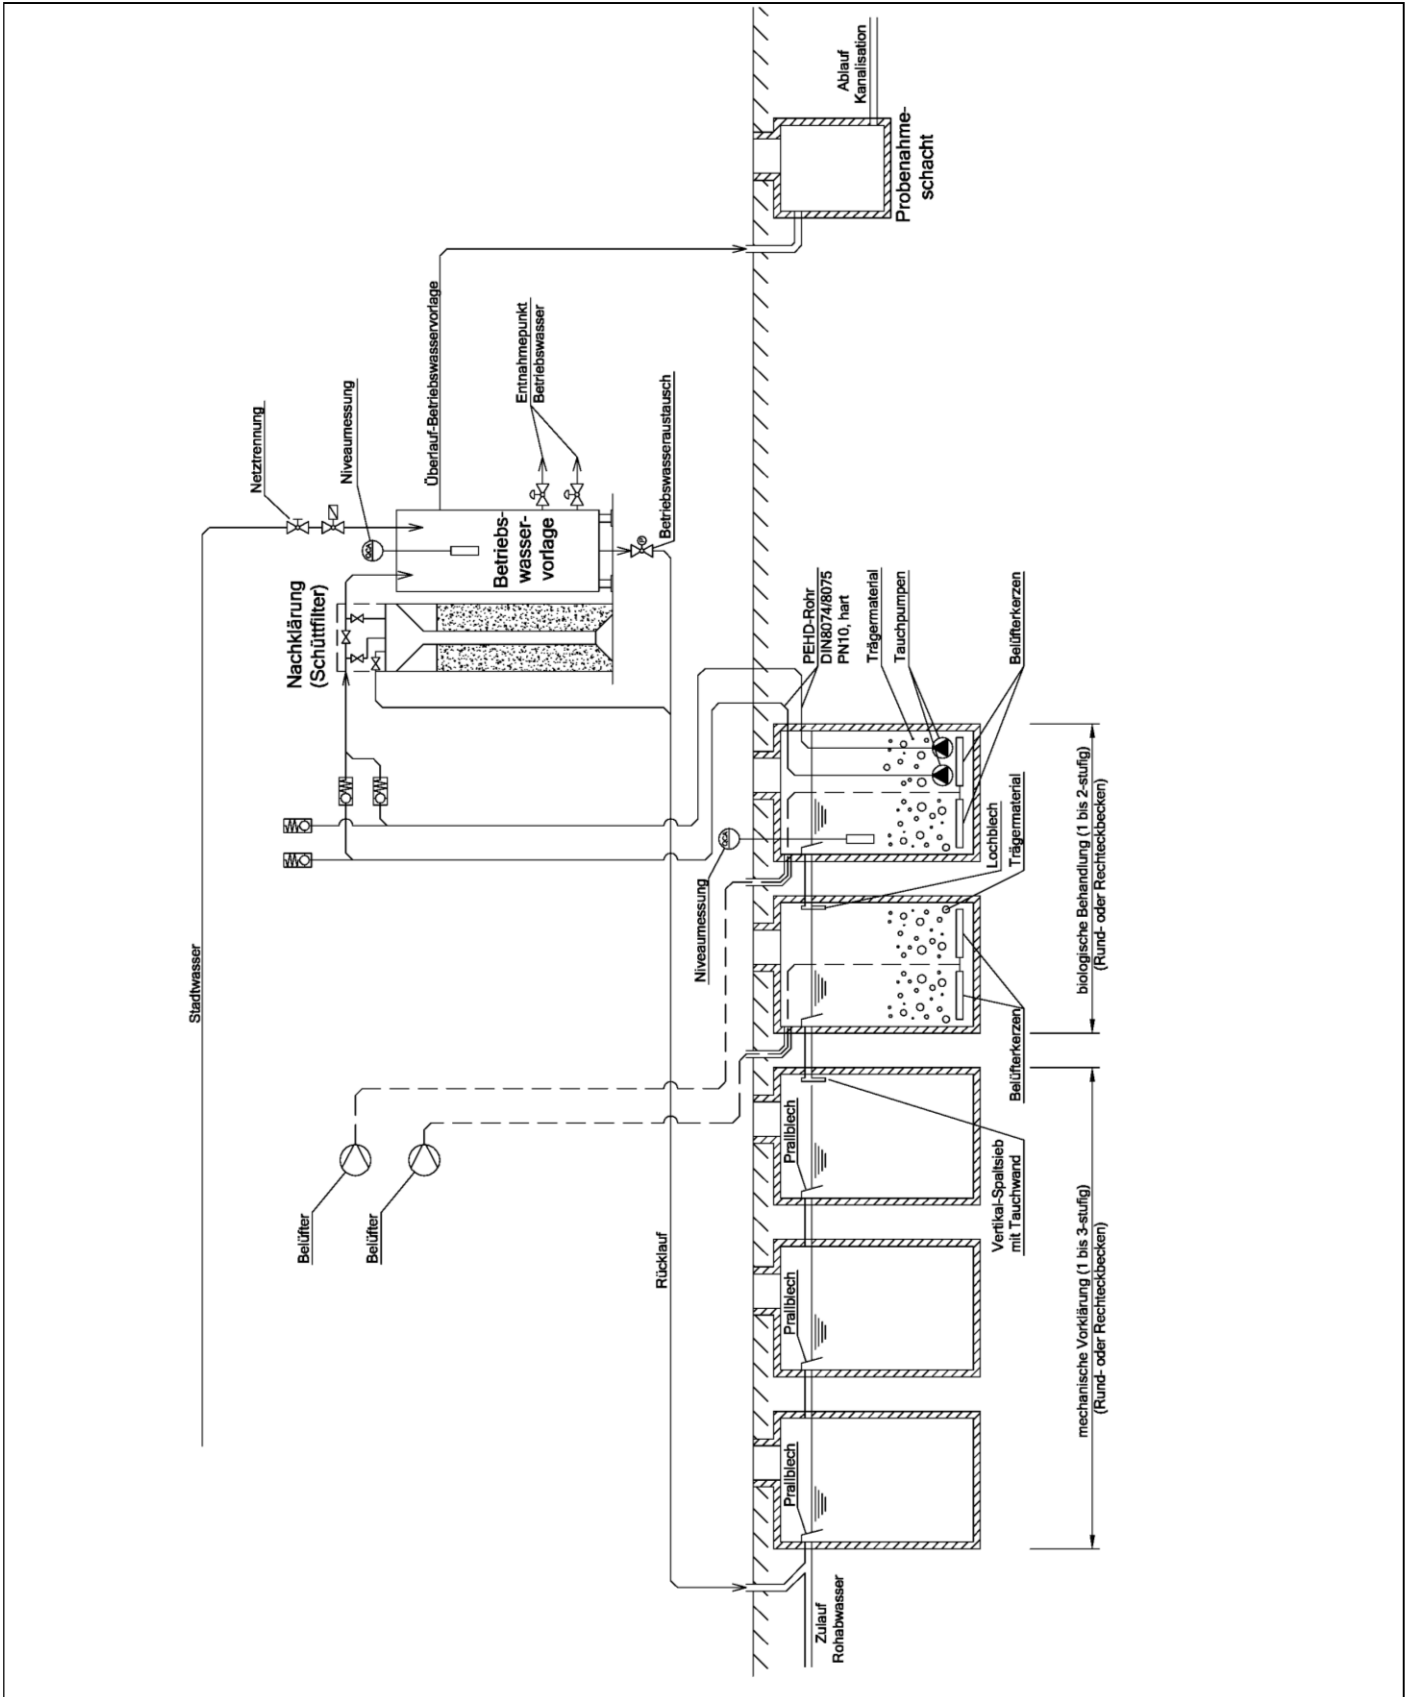 Stadtwasser
Netztrennung
Niveaumessung
Nachklärung
(Schüttfilter)
Betriebs-
wasser-
vorlage
Überlauf-Betriebswasservorlage
Entnahmepunkt
Betriebswasser
Betriebswasseraustausch
Belüfter
Belüfter
Rücklauf
Niveaumessung
PEHD-Rohr
DIN8074/8075
PN10, hart
Trägermaterial
Tauchpumpen
Belüfterkerzen
Ablauf
Kanalisation
Probenahme-
schacht
Zulauf
Rohabwasser
Prallblech
Prallblech
Prallblech
Vertikal-Spaltsieb
mit Tauchwand
Belüfterkerzen
Lochblech
Trägermaterial
mechanische Vorklärung (1 bis 3-stufig)
(Rund- oder Rechteckbecken)
biologische Behandlung (1 bis 2-stufig)
(Rund- oder Rechteckbecken)